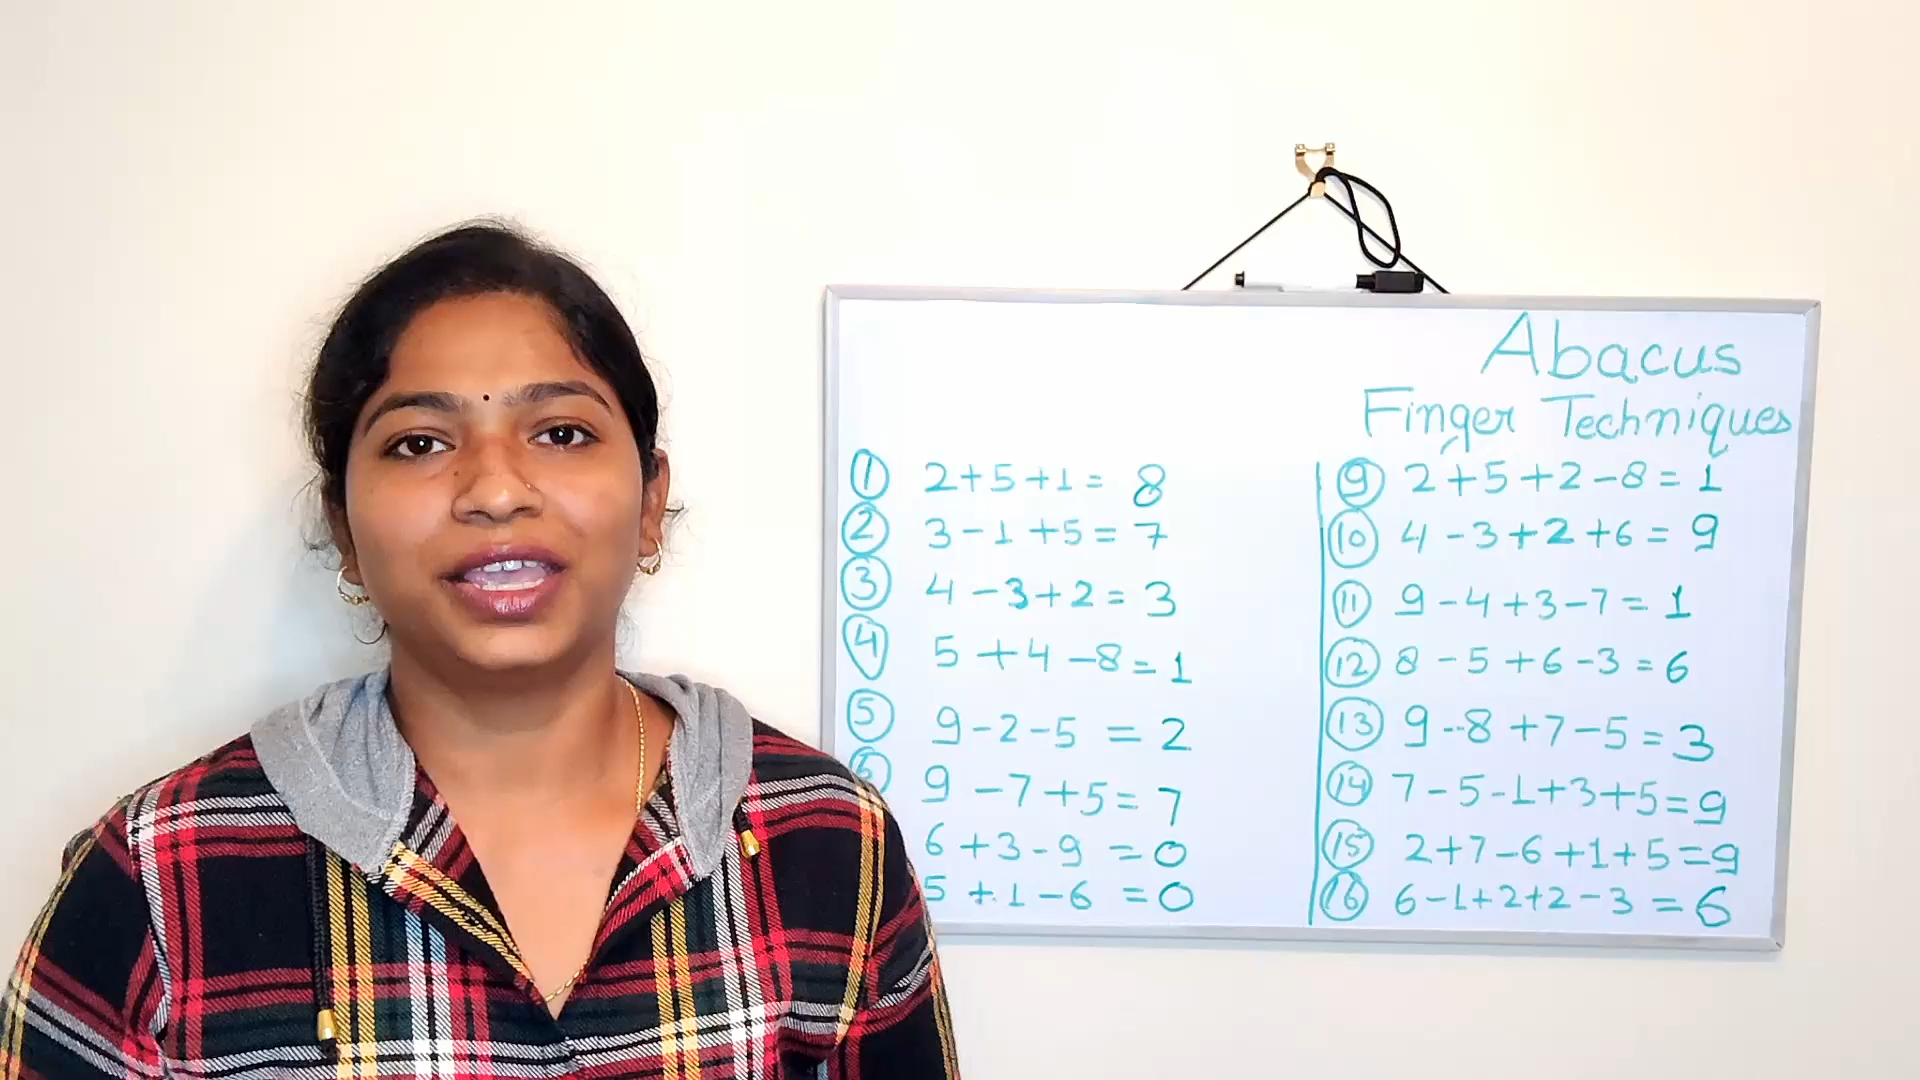 Abacus
Finger Techniques
① 2+5+1= 8
② 3-1+5= 7
③ 4-3+2= 3
④ 5+4-8=1
⑤ 9-2-5 = 2
⑥ 9-7+5= 7
6+3-9 =0
5+1-6 =0
⑨ 2+5+2-8=1
⑩ 4-3+2+6= 9
⑪ 9-4+3-7= 1
⑫ 8-5+6-3=6
⑬ 9-8+7-5=3
⑭ 7-5-1+3+5=9
⑮ 2+7-6+1+5=9
⑯ 6-1+2+2-3=6